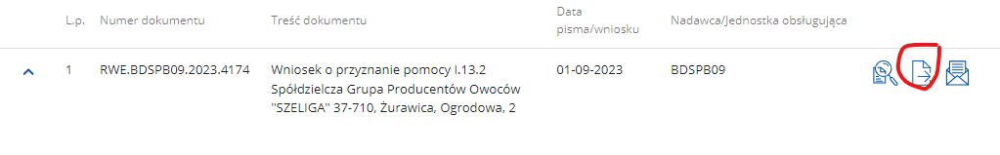 L.p. Numer dokumentu Treść dokumentu Data pisma/wniosku Nadawca/Jednostka obsługująca
1 RWE.BDSPB09.2023.4174 Wniosek o przyznanie pomocy I.13.2 01-09-2023 BDSPB09
Spółdzielcza Grupa Producentów Owoców
"SZELIGA" 37-710, Żurawica, Ogrodowa, 2